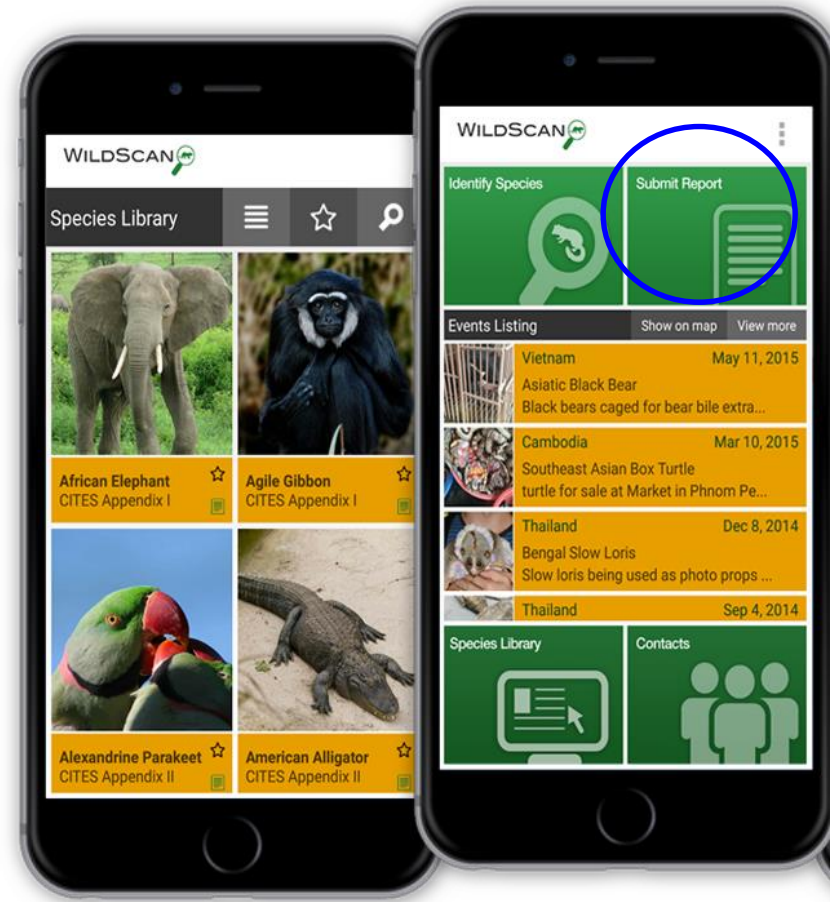 WILDSCAN
Species Library
African Elephant
CITES Appendix I
Agile Gibbon
CITES Appendix I
Alexandrine Parakeet
CITES Appendix II
American Alligator
CITES Appendix II
WILDSCAN
Identify Species
Submit Report
Events Listing
Show on map
View more
Vietnam
May 11, 2015
Asiatic Black Bear
Black bears caged for bear bile extra...
Cambodia
Mar 10, 2015
Southeast Asian Box Turtle
turtle for sale at Market in Phnom Pe...
Thailand
Dec 8, 2014
Bengal Slow Loris
Slow loris being used as photo props ...
Thailand
Sep 4, 2014
Species Library
Contacts